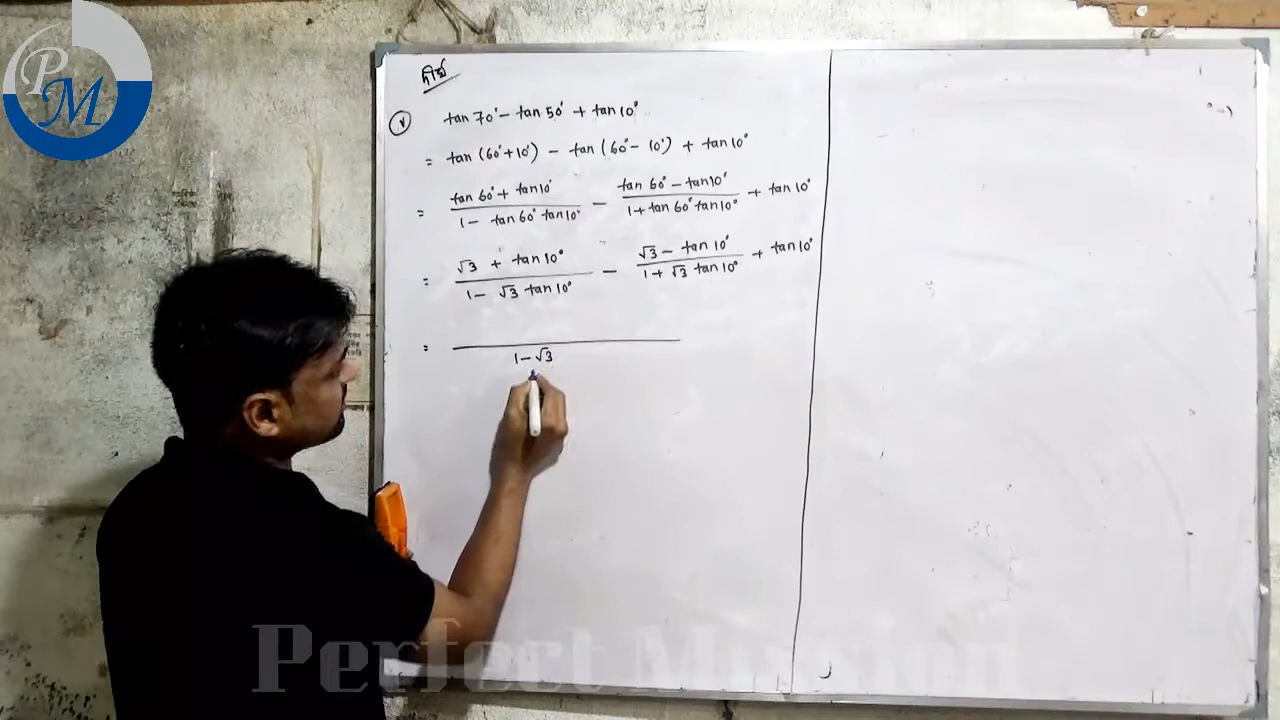 PM
দীর্ঘ
v tan 70° - tan 50° + tan 10°
= tan (60° + 10°) - tan (60° - 10°) + tan 10°
= tan 60° + tan 10° / 1 - tan 60° tan 10° - tan 60° - tan 10° / 1 + tan 60° tan 10° + tan 10°
= √3 + tan 10° / 1 - √3 tan 10° - √3 - tan 10° / 1 + √3 tan 10° + tan 10°
= / 1 - √3
Perfect Mission